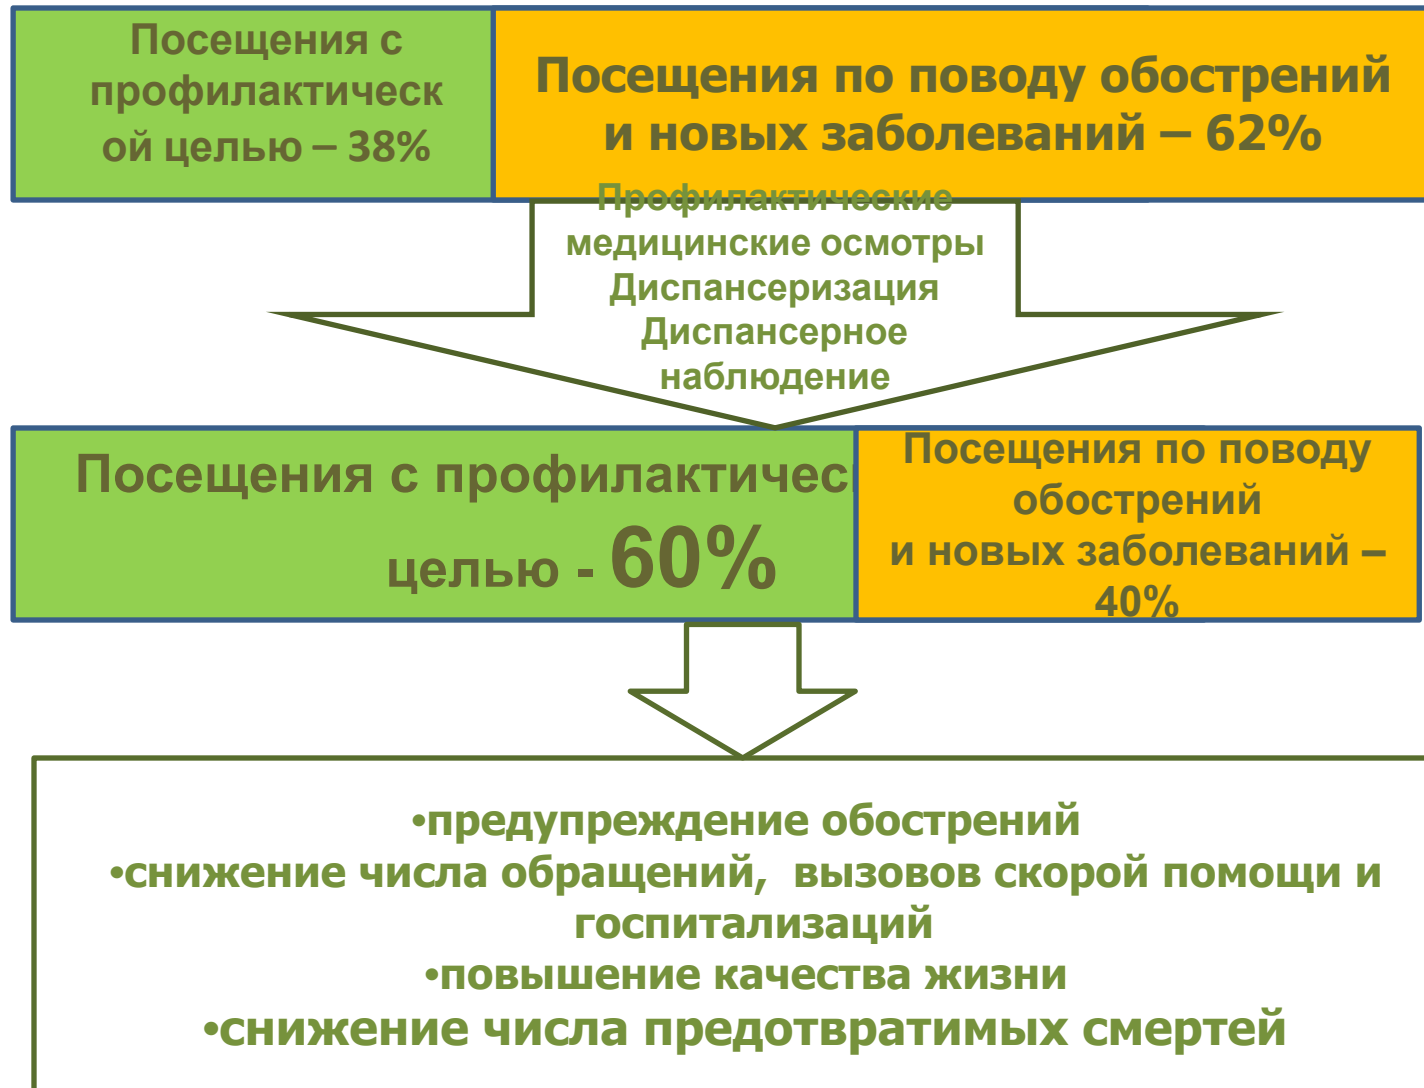 Посещения с
профилактическ
ой целью – 38%
Посещения по поводу обострений
и новых заболеваний – 62%
Профилактические
медицинские осмотры
Диспансеризация
Диспансерное
наблюдение
Посещения с профилактичес
целью - 60%
Посещения по поводу
обострений
и новых заболеваний –
40%
•предупреждение обострений
•снижение числа обращений, вызовов скорой помощи и
госпитализаций
•повышение качества жизни
•снижение числа предотвратимых смертей